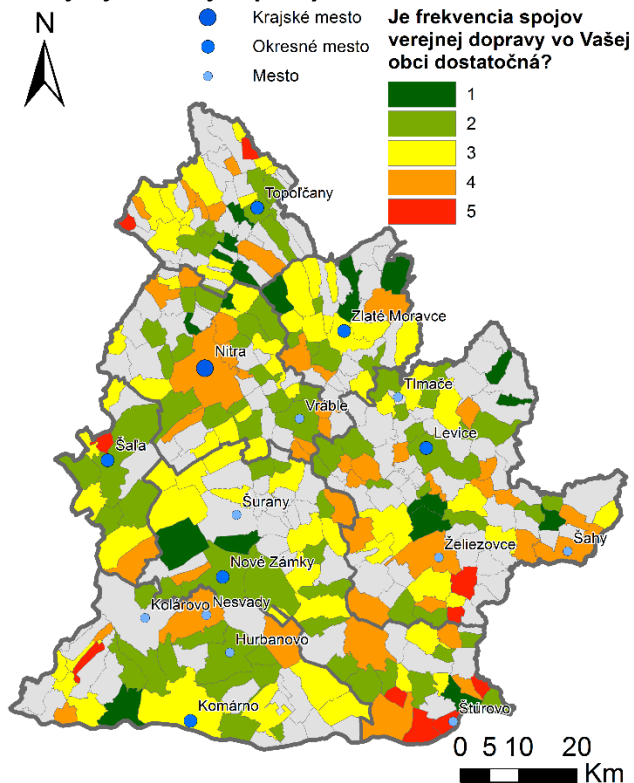 N
Krajské mesto
Okresné mesto
Mesto
Je frekvencia spojov
verejnej dopravy vo Vašej
obci dostatočná?
1
2
3
4
5
Topoľčany
Zlaté Moravce
Nitra
Tlmače
Vráble
Levice
Šaľa
Šurany
Želiezovce
Šahy
Nové Zámky
Kolárovo
Nesvady
Hurbanovo
Komárno
Štúrovo
0 5 10 20
Km